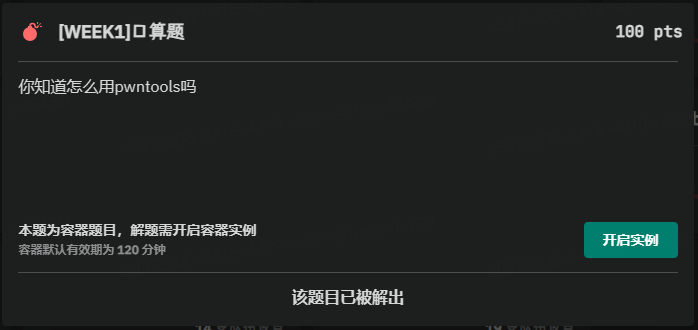 [WEEK1]口算题
100 pts
你知道怎么用pwntools吗
本题为容器题目，解题需开启容器实例
容器默认有效期为 120 分钟
开启实例
该题目已被解出